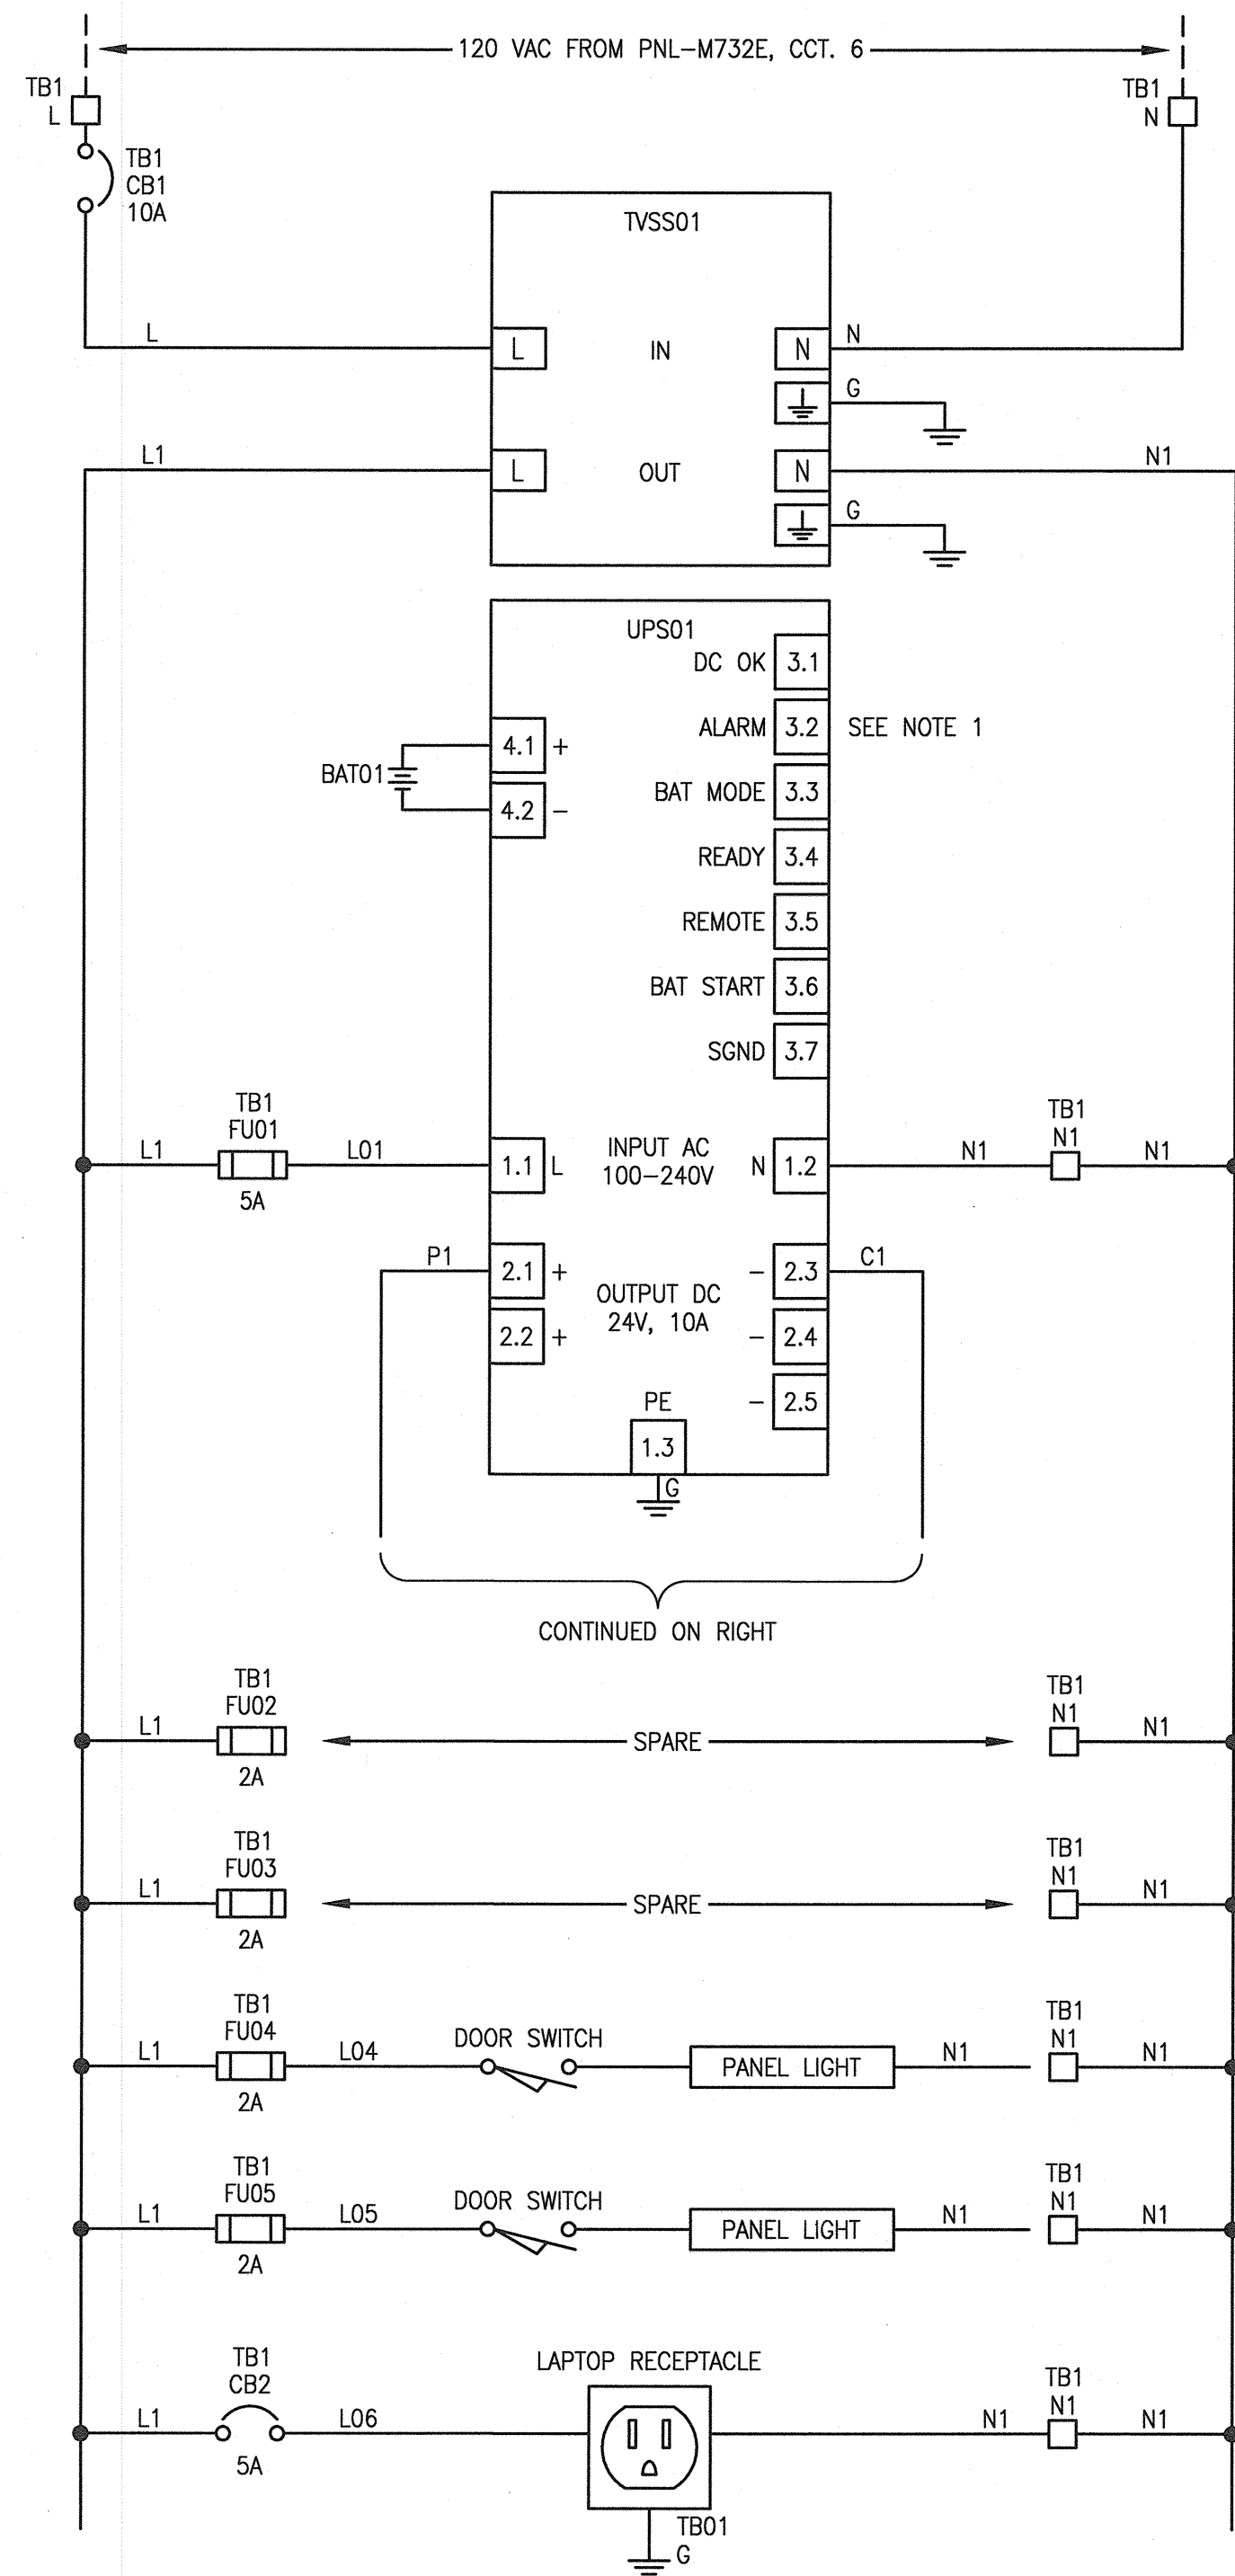 120 VAC FROM PNL-M732E, CCT. 6
TB1
L
TB1
N
TB1
CB1
10A
TVSS01
L
L
IN
N
N
G
L1
L
OUT
N
N1
G
UPS01
DC OK 3.1
ALARM 3.2 SEE NOTE 1
4.1 +
BAT01
BAT MODE 3.3
4.2 -
READY 3.4
REMOTE 3.5
BAT START 3.6
SGND 3.7
TB1
FU01
L1
L01
5A
1.1 L
INPUT AC
100-240V
N 1.2
N1
TB1
N1
N1
P1
2.1 +
- 2.3
C1
OUTPUT DC
24V, 10A
2.2 +
- 2.4
- 2.5
PE
1.3
G
CONTINUED ON RIGHT
TB1
FU02
L1
2A
SPARE
TB1
N1
N1
TB1
FU03
L1
2A
SPARE
TB1
N1
N1
TB1
FU04
L1
L04
2A
DOOR SWITCH
PANEL LIGHT
N1
TB1
N1
N1
TB1
FU05
L1
L05
2A
DOOR SWITCH
PANEL LIGHT
N1
TB1
N1
N1
TB1
CB2
L1
L06
5A
LAPTOP RECEPTACLE
N1
TB1
N1
N1
TB01
G